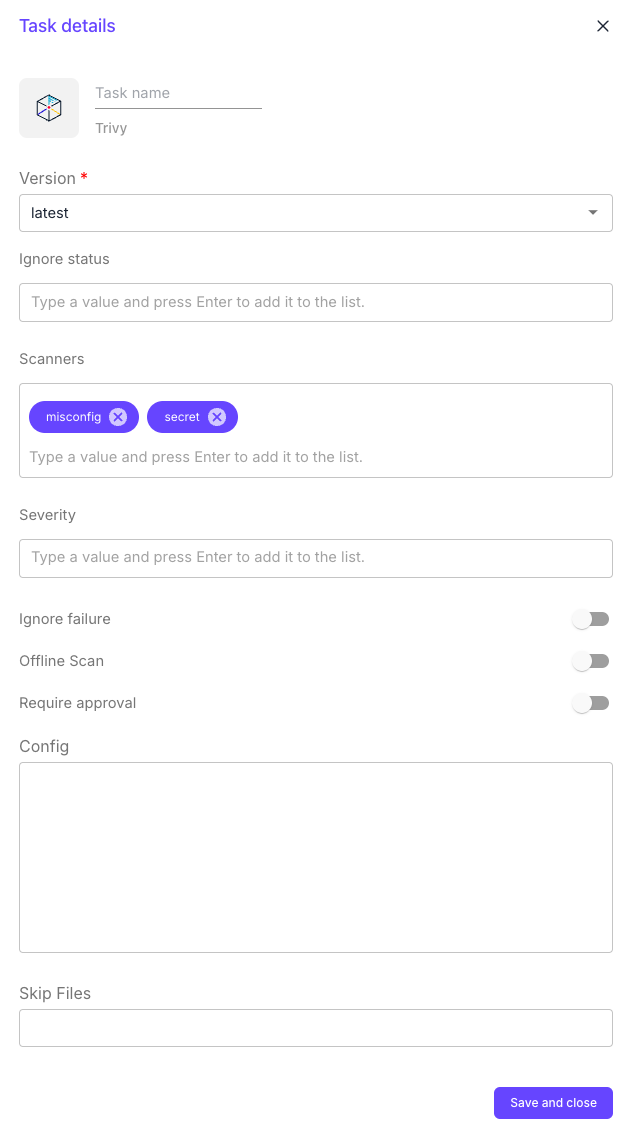 Task details
Task name
Trivy
Version *
latest
Ignore status
Type a value and press Enter to add it to the list.
Scanners
misconfig secret
Type a value and press Enter to add it to the list.
Severity
Type a value and press Enter to add it to the list.
Ignore failure
Offline Scan
Require approval
Config
Skip Files
Save and close